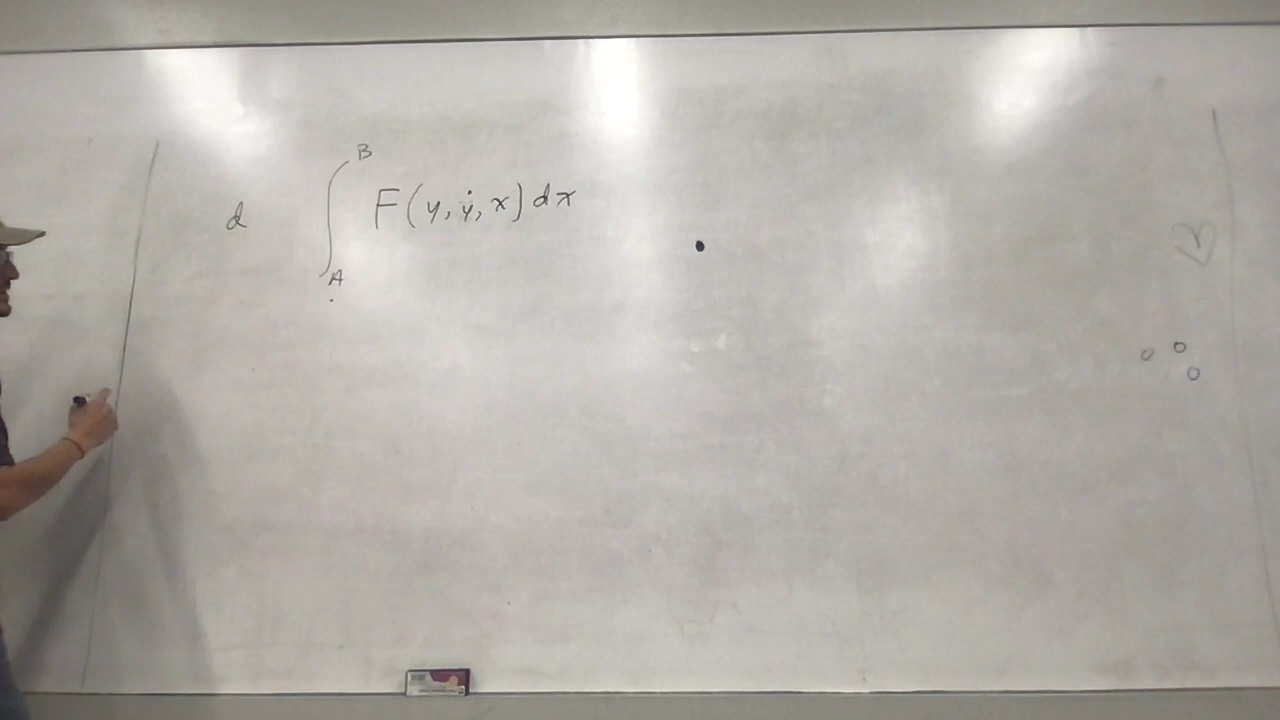 d ∫_A^B F(y, ẏ, x) dx